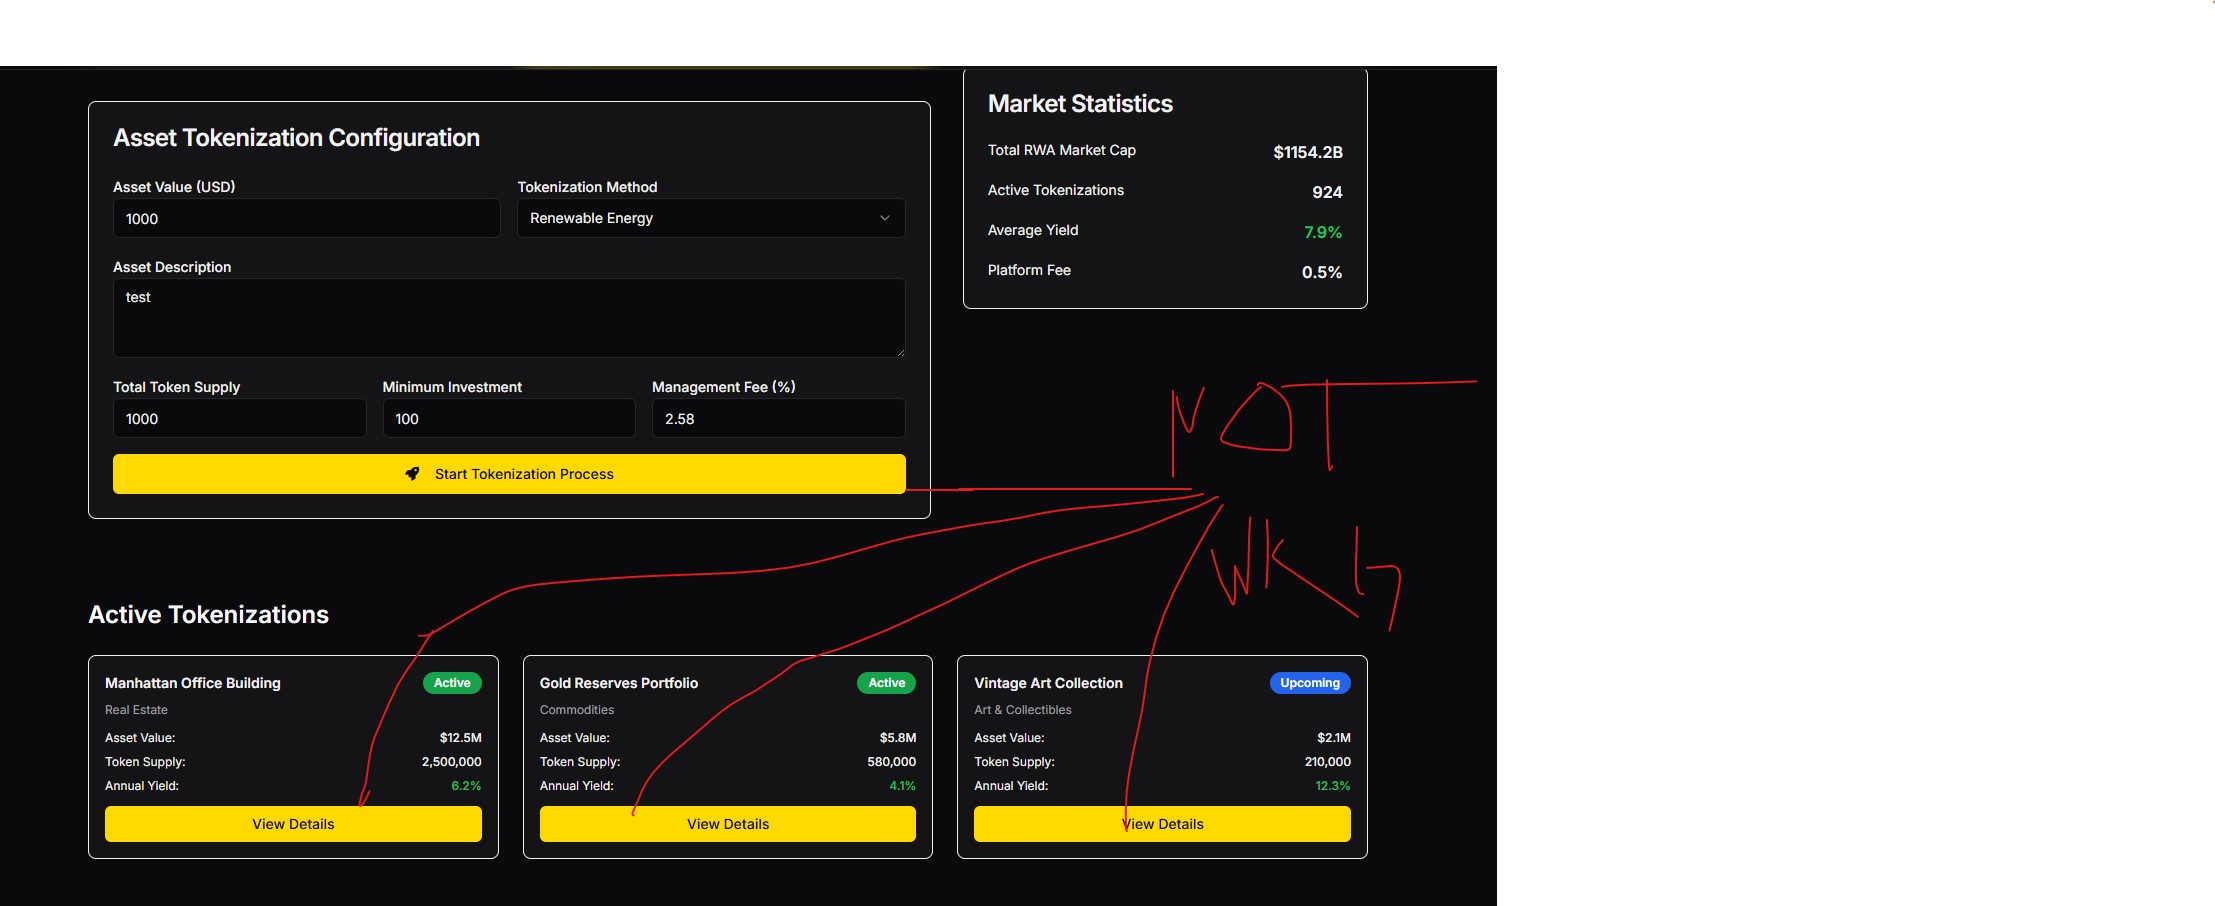 Market Statistics
Asset Tokenization Configuration
Total RWA Market Cap $1154.2B
Asset Value (USD) Tokenization Method
Active Tokenizations 924
1000 Renewable Energy
Average Yield 7.9%
Asset Description
Platform Fee 0.5%
test
Total Token Supply Minimum Investment Management Fee (%)
1000 100 2.58
NOT
Start Tokenization Process
Active Tokenizations
Manhattan Office Building Active
Real Estate
Asset Value: $12.5M
Token Supply: 2,500,000
Annual Yield: 6.2%
View Details
Gold Reserves Portfolio Active
Commodities
Asset Value: $5.8M
Token Supply: 580,000
Annual Yield: 4.1%
View Details
Vintage Art Collection Upcoming
Art & Collectibles
Asset Value: $2.1M
Token Supply: 210,000
Annual Yield: 12.3%
View Details